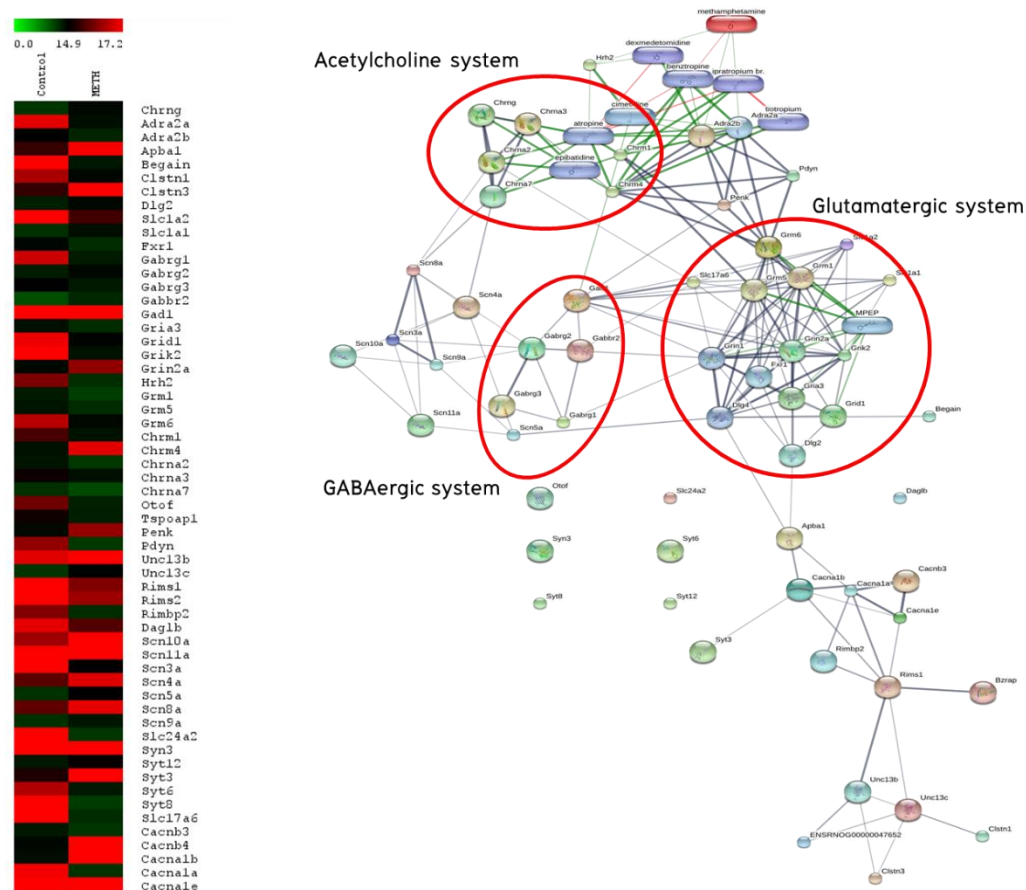 0.0 14.9 17.2
Control
METH
Chrng
Adra2a
Adra2b
Apba1
Begain
Clstn1
Clstn3
Dlg2
Slc1a2
Slc1a1
Fxr1
Gabrg1
Gabrg2
Gabrg3
Gabbr2
Gad1
Gria3
Grid1
Grik2
Grin2a
Hrh2
Grm1
Grm5
Grm6
Chrm1
Chrm4
Chrna2
Chrna3
Chrna7
Otof
Tspoap1
Penk
Pdyn
Unc13b
Unc13c
Rims1
Rims2
Rimbp2
Daglb
Scn10a
Scn11a
Scn3a
Scn4a
Scn5a
Scn8a
Scn9a
Slc24a2
Syn3
Syt12
Syt3
Syt6
Syt8
Slc17a6
Cacnb3
Cacnb4
Cacna1b
Cacna1a
Cacna1e
methamphetamine
dexmedetomidine
Hrh2
benztropine
ipratropium br.
Acetylcholine system
cimetidine
tiotropium
Chrng
Chrna3
atropine
Adra2b
Adra2a
Chrna2
Chrm1
epibatidine
Chrna7
Chrm4
Pdyn
Penk
Glutamatergic system
Grm6
Slc1a2
Scn8a
Slc17a6
Grm5
Grm1
Slc1a1
Scn4a
Gad1
MPEP
Scn3a
Gabrg2
Gabbr2
Grin1
Grin2a
Grik2
Scn10a
Scn9a
Fxr1
Gabrg3
Gria3
Grid1
Scn11a
Scn5a
Gabrg1
Dlg4
Begain
Dlg2
GABAergic system
Otof
Slc24a2
Daglb
Apba1
Syn3
Syt6
Cacna1b
Cacna1a
Cacnb3
Syt8
Syt12
Cacna1e
Syt3
Rimbp2
Rims1
Bzrap
Unc13b
Unc13c
ENSRNOG00000047652
Clstn1
Clstn3